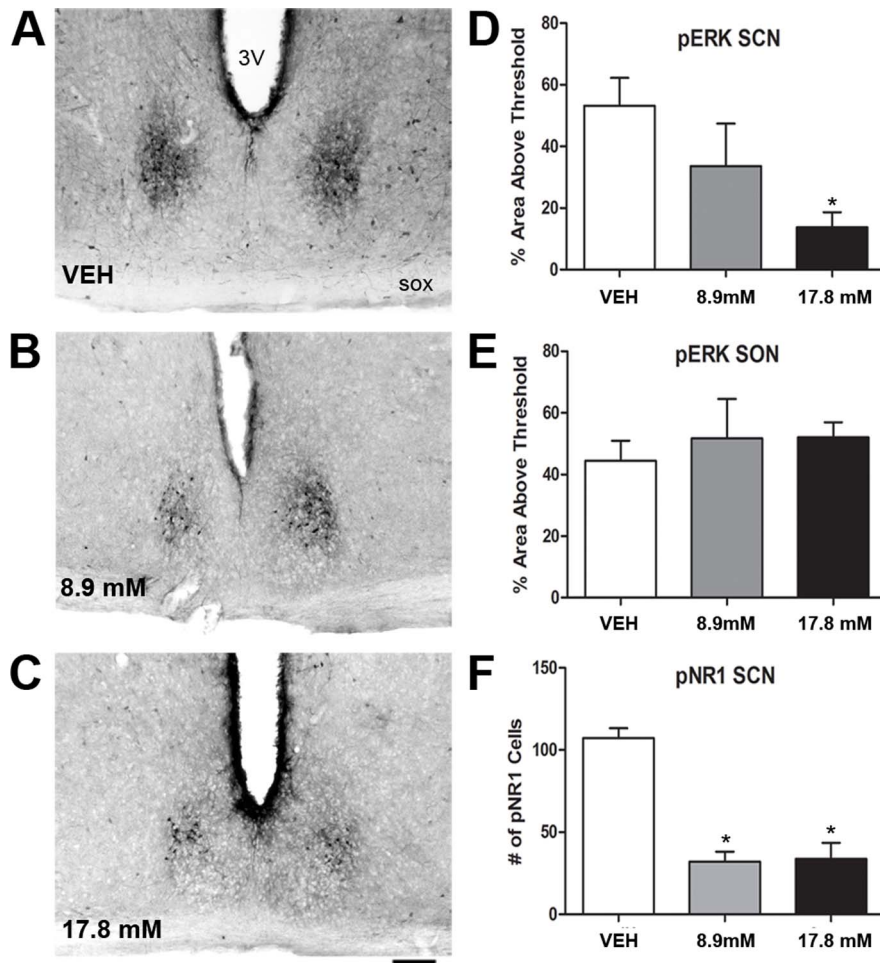 A
3V
VEH
SOX
B
8.9 mM
C
17.8 mM
D
pERK SCN
% Area Above Threshold
80
60
40
20
0
*
VEH 8.9mM 17.8 mM
E
pERK SON
% Area Above Threshold
80
60
40
20
0
VEH 8.9mM 17.8 mM
F
pNR1 SCN
# of pNR1 Cells
150
100
50
0
* *
VEH 8.9mM 17.8 mM